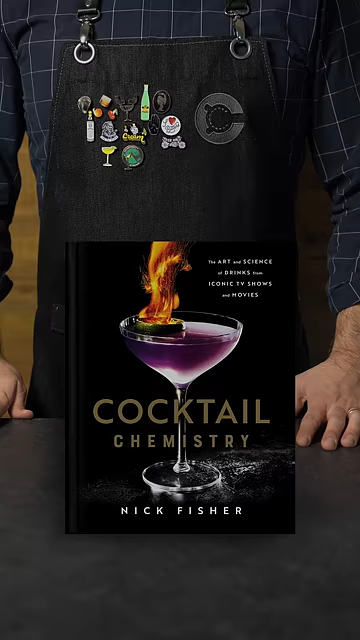 The ART and SCIENCE
of DRINKS from
ICONIC TV SHOWS
and MOVIES
COCKTAIL
CHEMISTRY
NICK FISHER